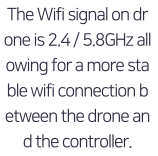 The Wifi signal on dr
one is 2.4 / 5.8GHz all
owing for a more sta
ble wifi connection b
etween the drone an
d the controller.